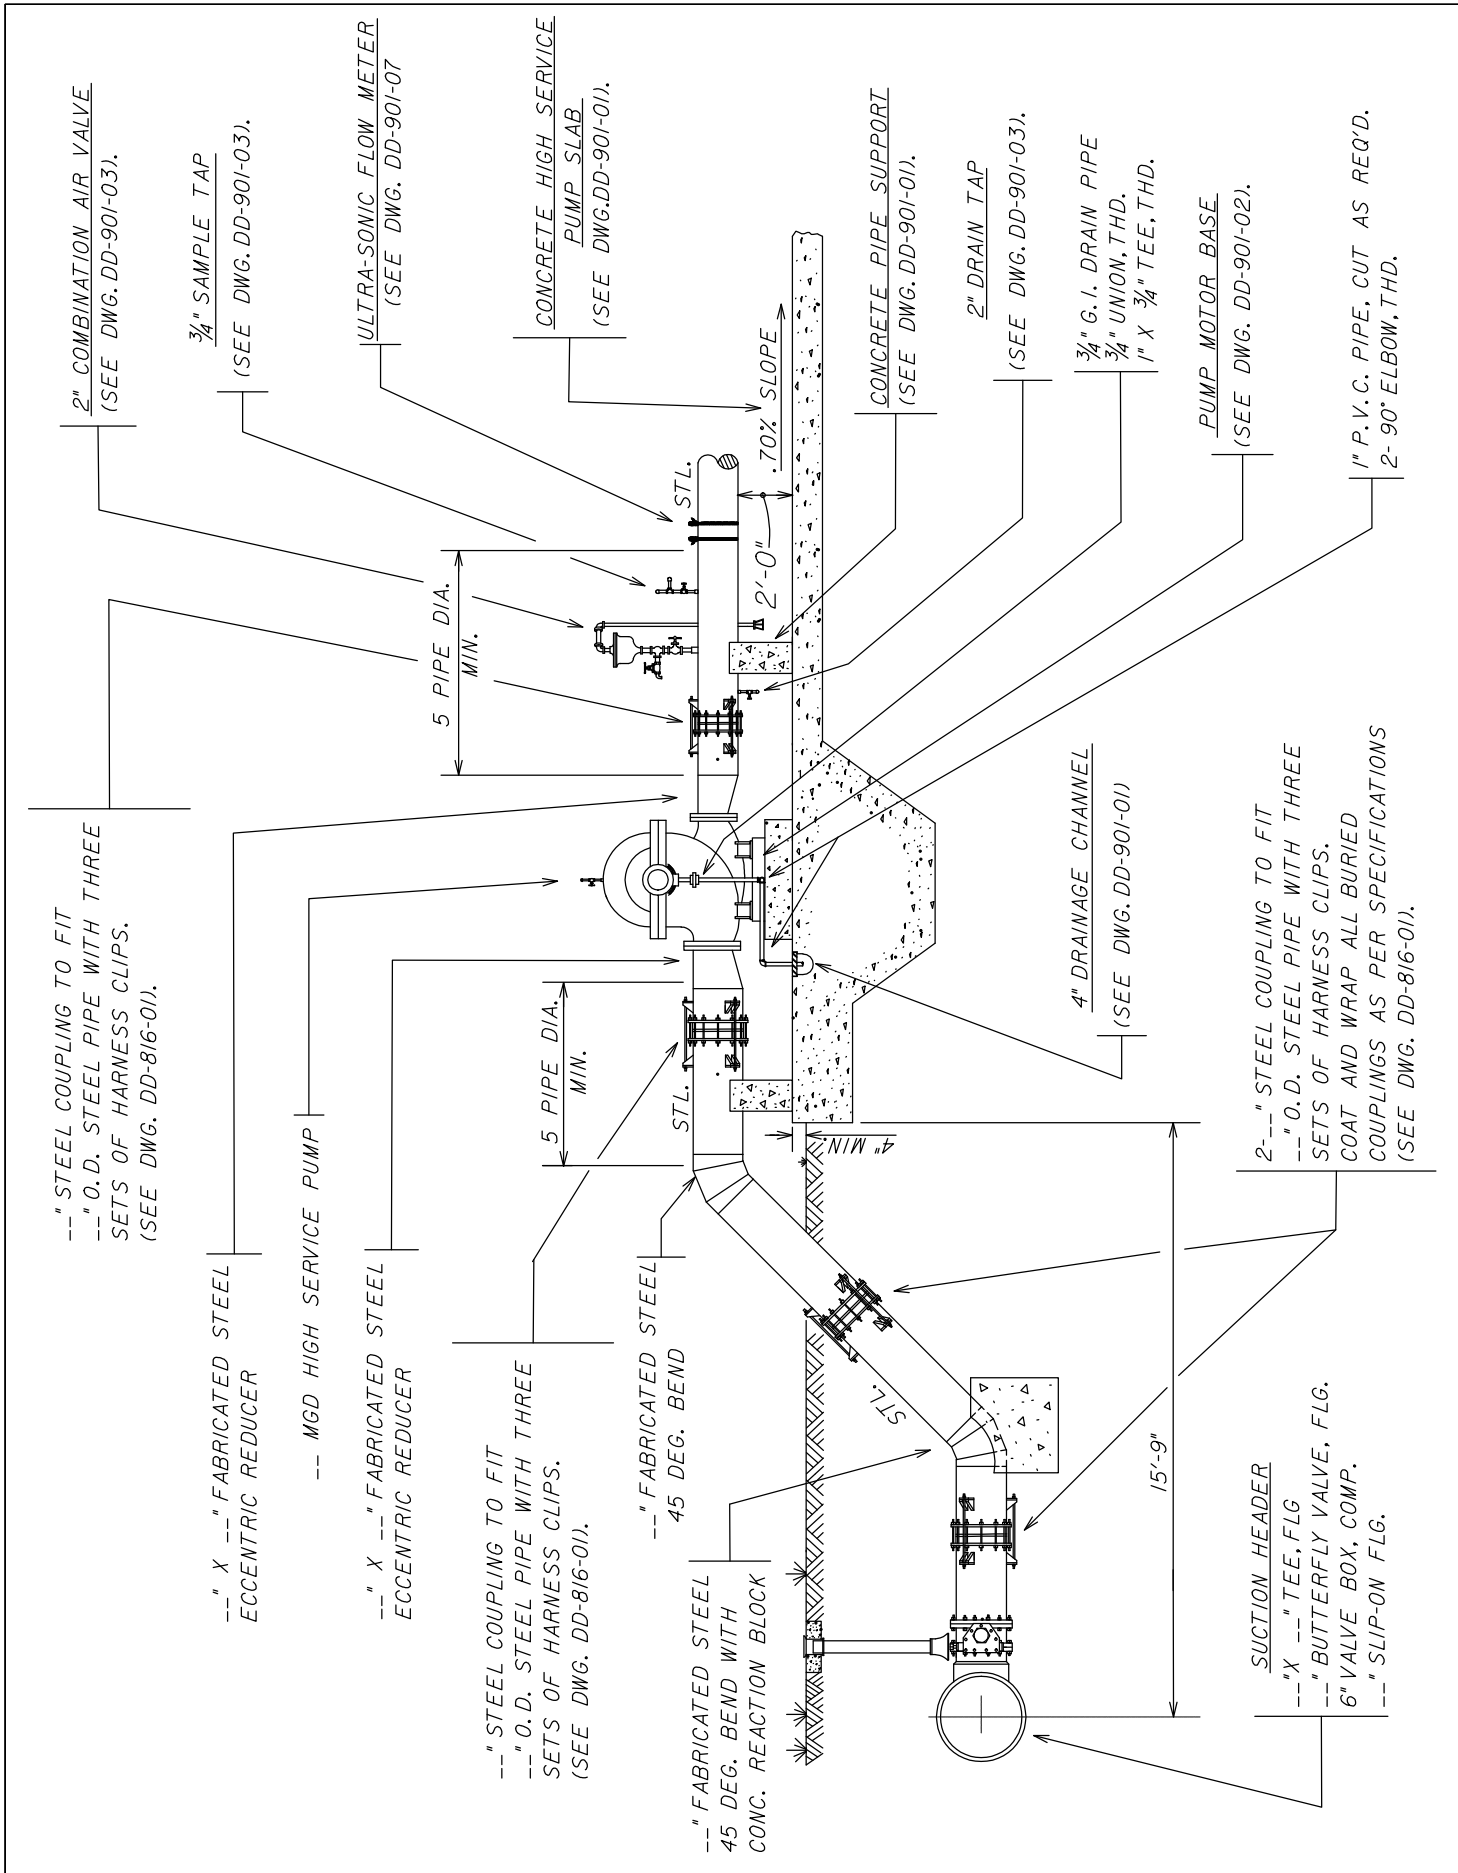 --" STEEL COUPLING TO FIT
--" O.D. STEEL PIPE WITH THREE
SETS OF HARNESS CLIPS.
(SEE DWG. DD-816-01).
--" X --" FABRICATED STEEL
ECCENTRIC REDUCER
-- MGD HIGH SERVICE PUMP
--" X --" FABRICATED STEEL
ECCENTRIC REDUCER
--" STEEL COUPLING TO FIT
--" O.D. STEEL PIPE WITH THREE
SETS OF HARNESS CLIPS.
(SEE DWG. DD-816-01).
--" FABRICATED STEEL
45 DEG. BEND
--" FABRICATED STEEL
45 DEG. BEND WITH
CONC. REACTION BLOCK
2" COMBINATION AIR VALVE
(SEE DWG. DD-901-03).
3/4" SAMPLE TAP
(SEE DWG. DD-901-03).
ULTRA-SONIC FLOW METER
(SEE DWG. DD-901-07
CONCRETE HIGH SERVICE
PUMP SLAB
(SEE DWG.DD-901-01).
5 PIPE DIA.
MIN.
5 PIPE DIA.
MIN.
STL.
STL.
STL.
2'-0"
.70% SLOPE
4" MIN.
15'-9"
CONCRETE PIPE SUPPORT
(SEE DWG. DD-901-01).
2" DRAIN TAP
(SEE DWG. DD-901-03).
3/4" G.I. DRAIN PIPE
3/4" UNION, THD.
1" X 3/4" TEE, THD.
PUMP MOTOR BASE
(SEE DWG. DD-901-02).
1" P.V.C. PIPE, CUT AS REQ'D.
2- 90° ELBOW, THD.
4" DRAINAGE CHANNEL
(SEE DWG. DD-901-01)
2---" STEEL COUPLING TO FIT
--" O.D. STEEL PIPE WITH THREE
SETS OF HARNESS CLIPS.
COAT AND WRAP ALL BURIED
COUPLINGS AS PER SPECIFICATIONS
(SEE DWG. DD-816-01).
SUCTION HEADER
--"X --" TEE, FLG
--" BUTTERFLY VALVE, FLG.
6" VALVE BOX, COMP.
--" SLIP-ON FLG.